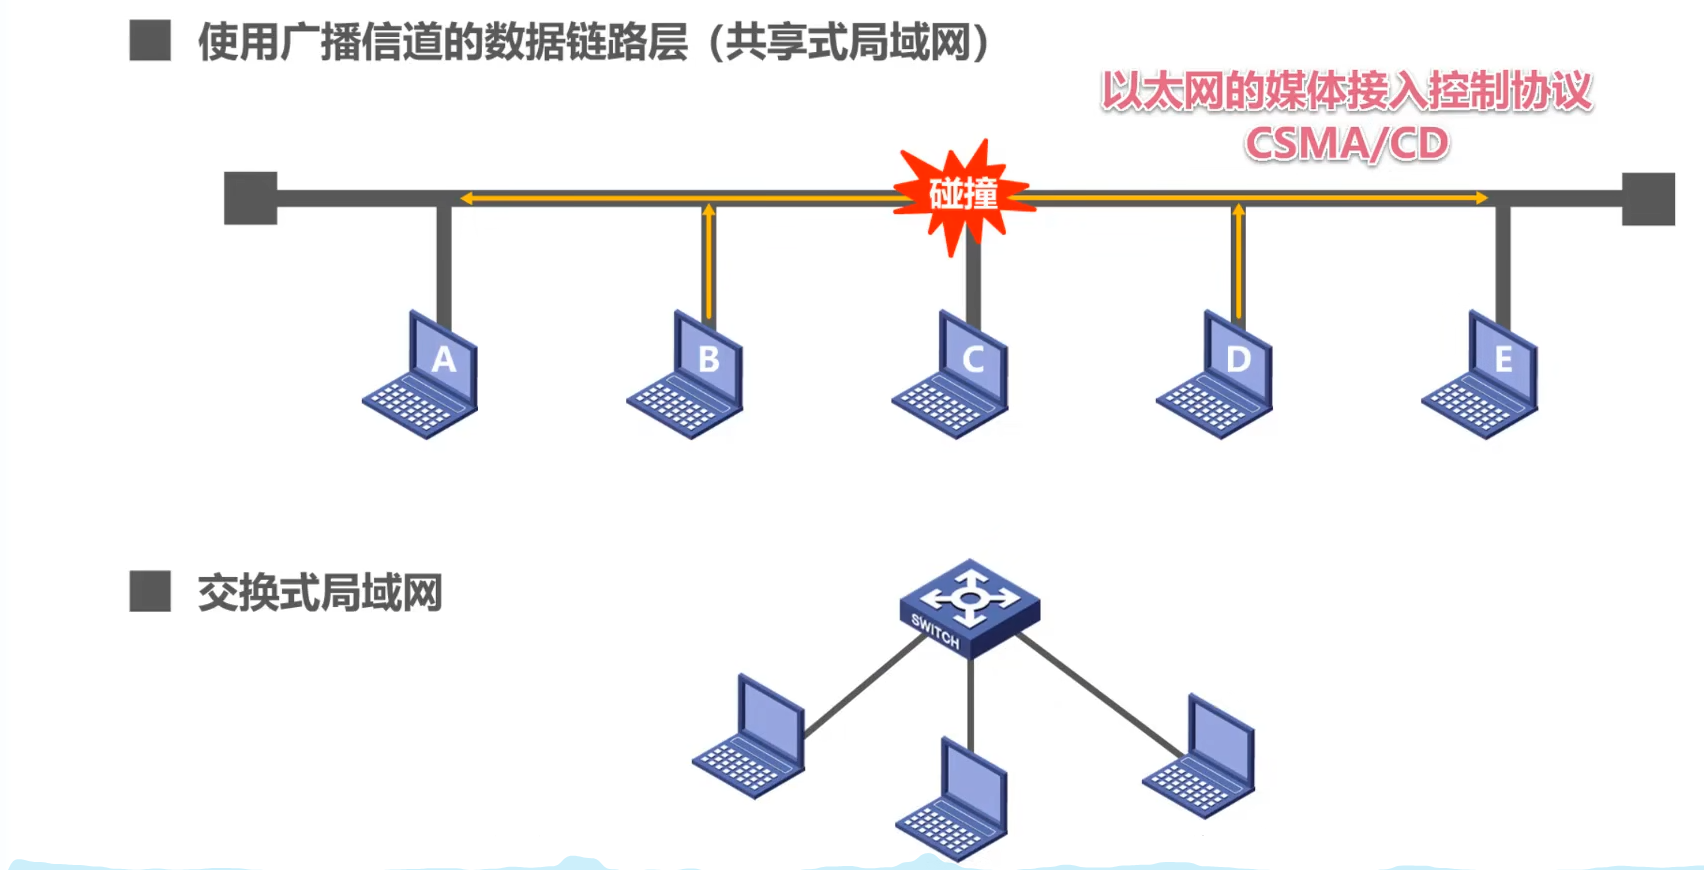 使用广播信道的数据链路层（共享式局域网）
以太网的媒体接入控制协议
CSMA/CD
碰撞
A
B
C
D
E
交换式局域网
SWITCH